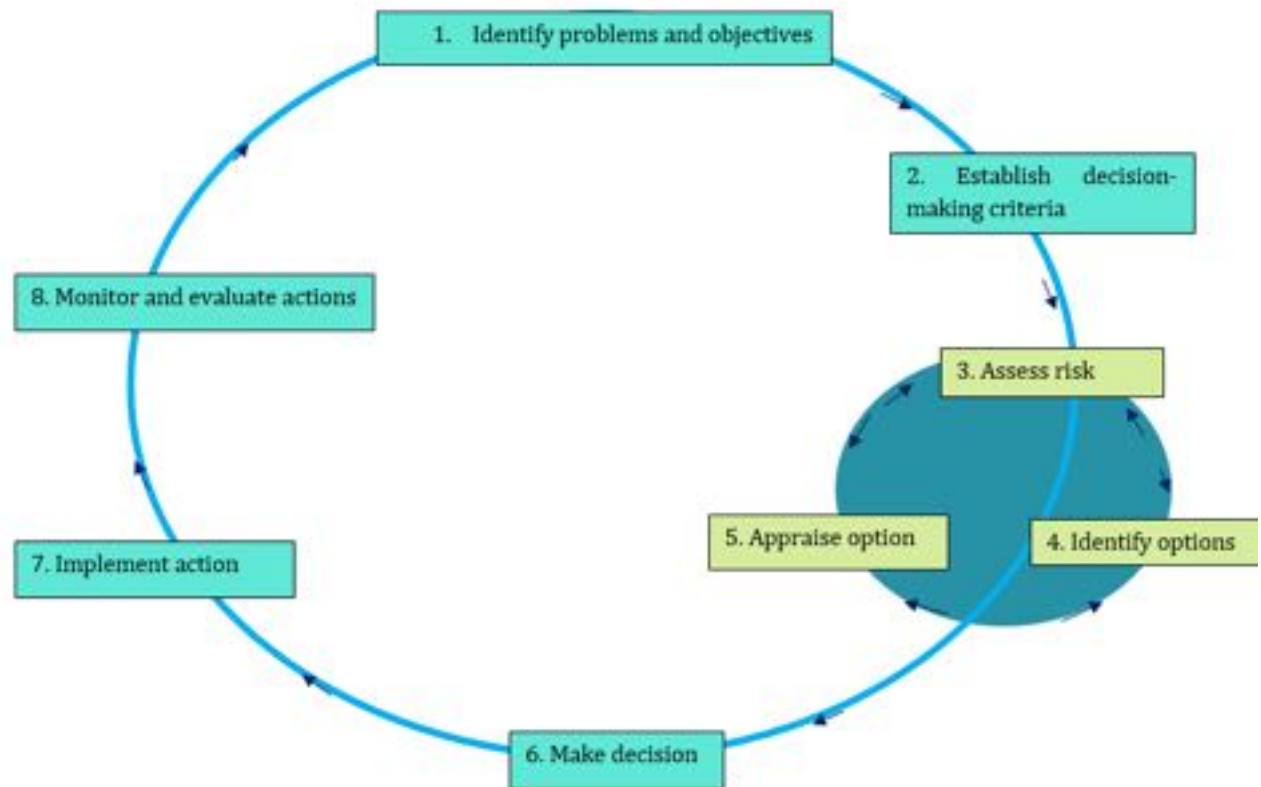 1. Identify problems and objectives
2. Establish decision-
making criteria
3. Assess risk
4. Identify options
5. Appraise option
6. Make decision
7. Implement action
8. Monitor and evaluate actions